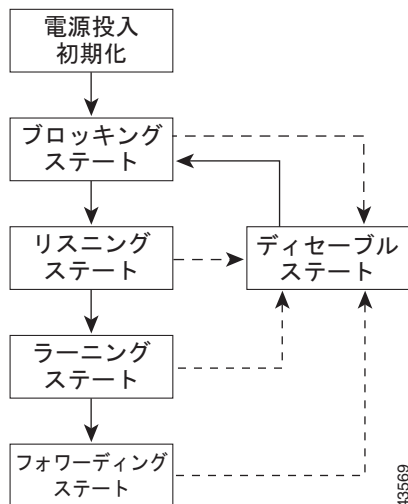 電源投入
初期化
ブロッキング
ステート
リスニング
ステート
ディセーブル
ステート
ラーニング
ステート
フォワーディング
ステート
43569